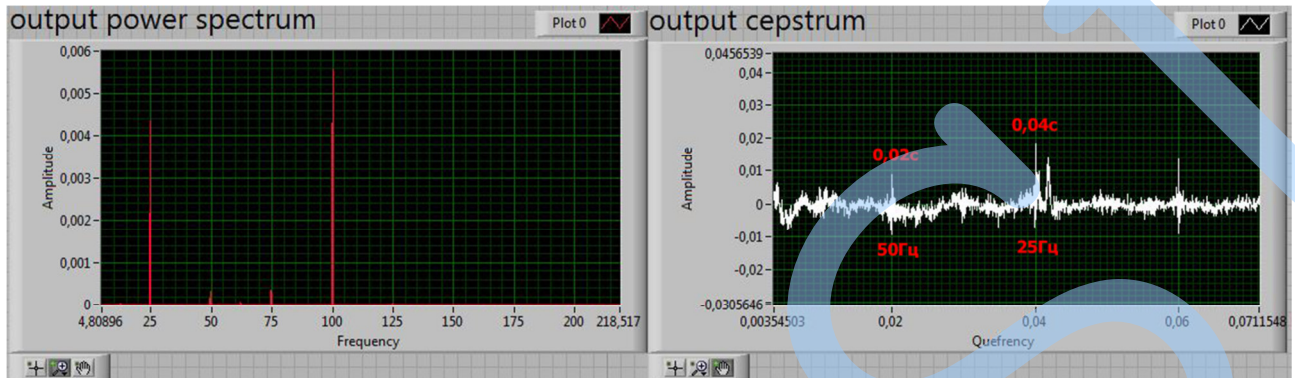 output power spectrum
Plot 0
0,006
0,005
0,004
0,003
0,002
0,001
0
Amplitude
4,80896 25 50 75 100 125 150 175 200 218,517
Frequency
output cepstrum
Plot 0
0,0456539
0,04
0,03
0,02
0,01
0
-0,01
-0,02
-0,0305646
Amplitude
0,04с
0,02с
50Гц
25Гц
0,00354503 0,02 0,04 0,06 0,0711548
Quefrency